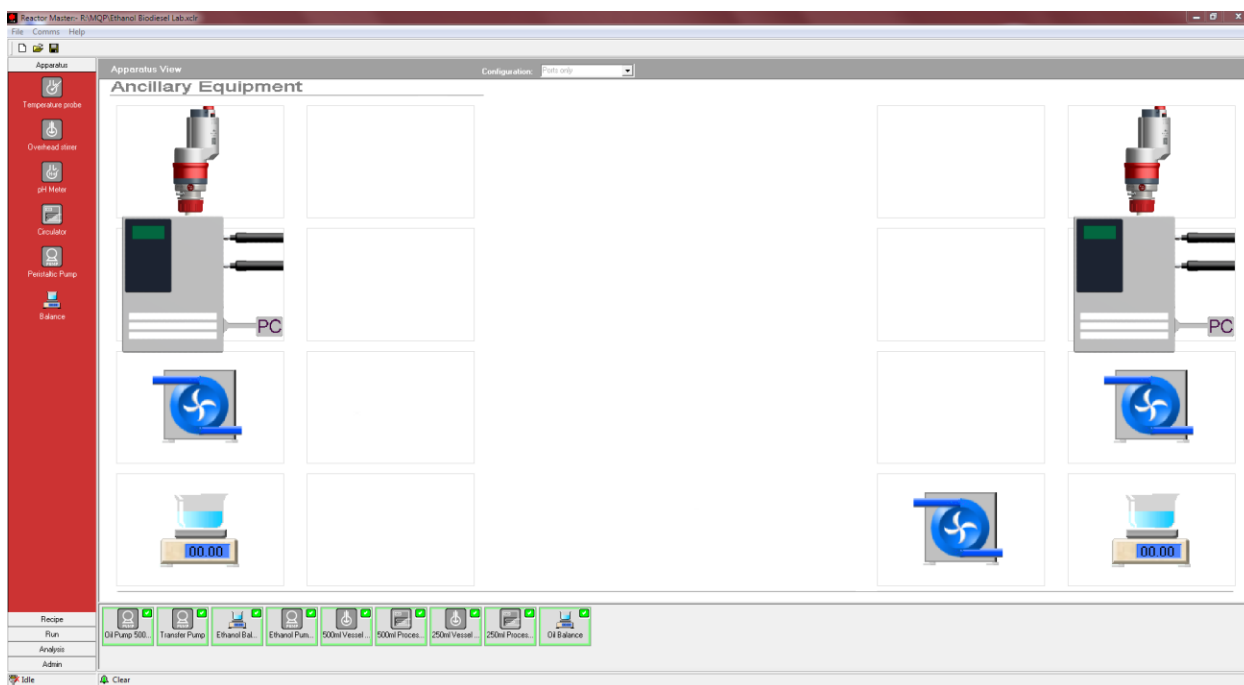 Reactor Master:- R:\MQP\Ethanol Biodiesel Lab.xclr
File Comms Help
Apparatus
Apparatus View
Configuration: Ports only
Ancillary Equipment
Temperature probe
Overhead stirrer
pH Meter
Circulator
Peristaltic Pump
Balance
PC
PC
00.00
00.00
Recipe
Run
Analysis
Admin
Oil Pump 500... Transfer Pump Ethanol Bal... Ethanol Pum... 500ml Vessel ... 500ml Proces... 250ml Vessel ... 250ml Proces... Oil Balance
Idle
Clear